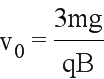 v₀ = 3mg / qB